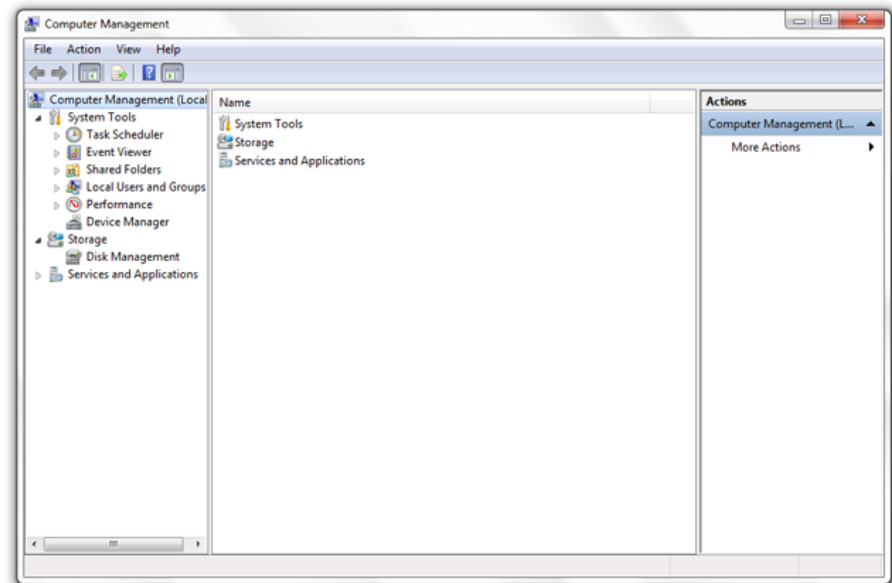 Computer Management
File Action View Help
Computer Management (Local
System Tools
Task Scheduler
Event Viewer
Shared Folders
Local Users and Groups
Performance
Device Manager
Storage
Disk Management
Services and Applications
Name
System Tools
Storage
Services and Applications
Actions
Computer Management (L...
More Actions